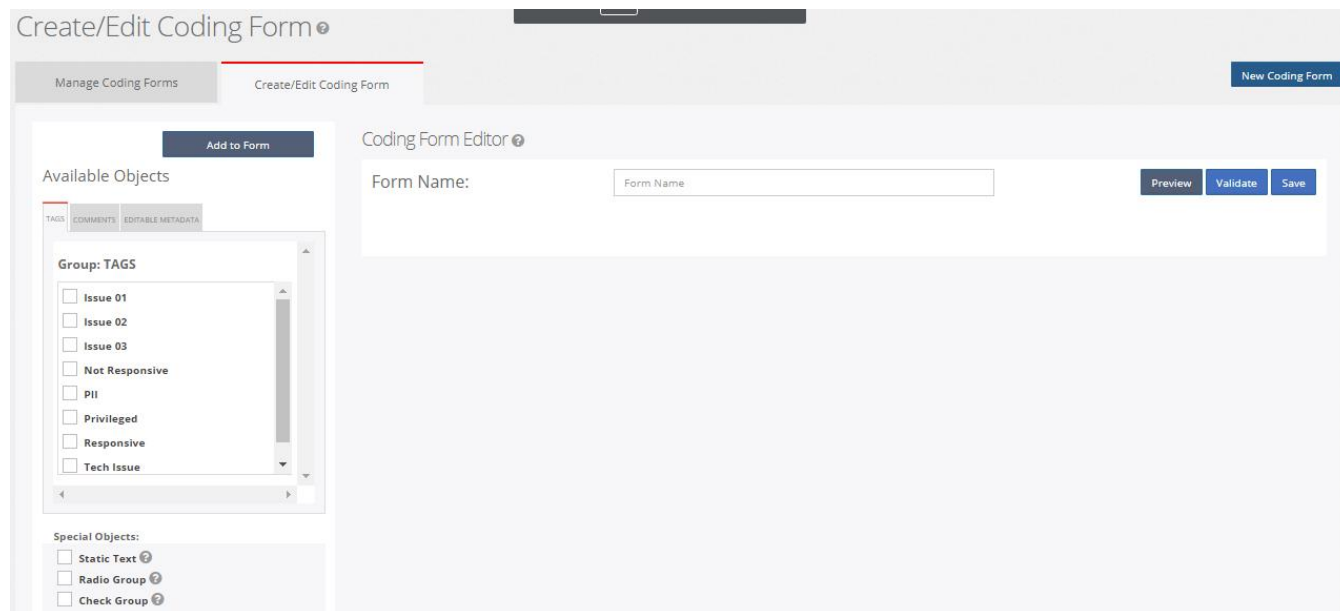 Create/Edit Coding Form ?
Manage Coding Forms
Create/Edit Coding Form
New Coding Form
Add to Form
Available Objects
TAGS
COMMENTS
EDITABLE METADATA
Group: TAGS
Issue 01
Issue 02
Issue 03
Not Responsive
PII
Privileged
Responsive
Tech Issue
Special Objects:
Static Text ?
Radio Group ?
Check Group ?
Coding Form Editor ?
Form Name:
Form Name
Preview
Validate
Save